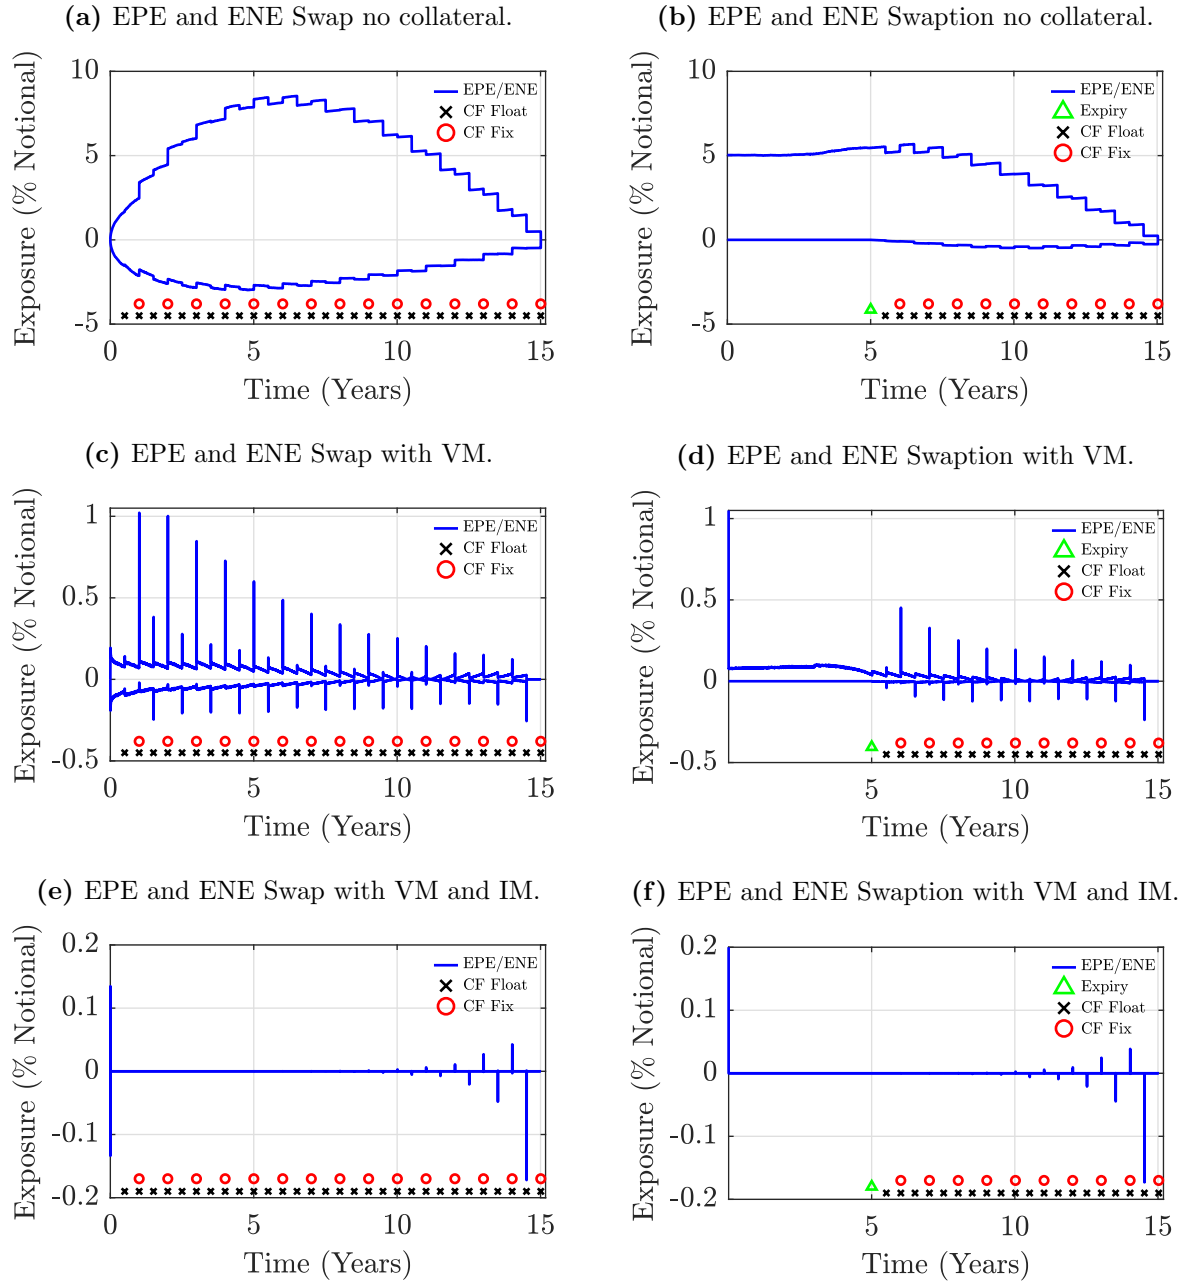 (a) EPE and ENE Swap no collateral.
Exposure (% Notional)
10
5
0
-5
EPE/ENE
CF Float
CF Fix
0 5 10 15
Time (Years)
(b) EPE and ENE Swaption no collateral.
Exposure (% Notional)
10
5
0
-5
EPE/ENE
Expiry
CF Float
CF Fix
5 10 15
Time (Years)
(c) EPE and ENE Swap with VM.
Exposure (% Notional)
1
0.5
0
-0.5
EPE/ENE
CF Float
CF Fix
0 5 10 15
Time (Years)
(d) EPE and ENE Swaption with VM.
Exposure (% Notional)
1
0.5
0
-0.5
EPE/ENE
Expiry
CF Float
CF Fix
5 10 15
Time (Years)
(e) EPE and ENE Swap with VM and IM.
Exposure (% Notional)
0.2
0.1
0
-0.1
-0.2
EPE/ENE
CF Float
CF Fix
0 5 10 15
Time (Years)
(f) EPE and ENE Swaption with VM and IM.
Exposure (% Notional)
0.2
0.1
0
-0.1
-0.2
EPE/ENE
Expiry
CF Float
CF Fix
5 10 15
Time (Years)